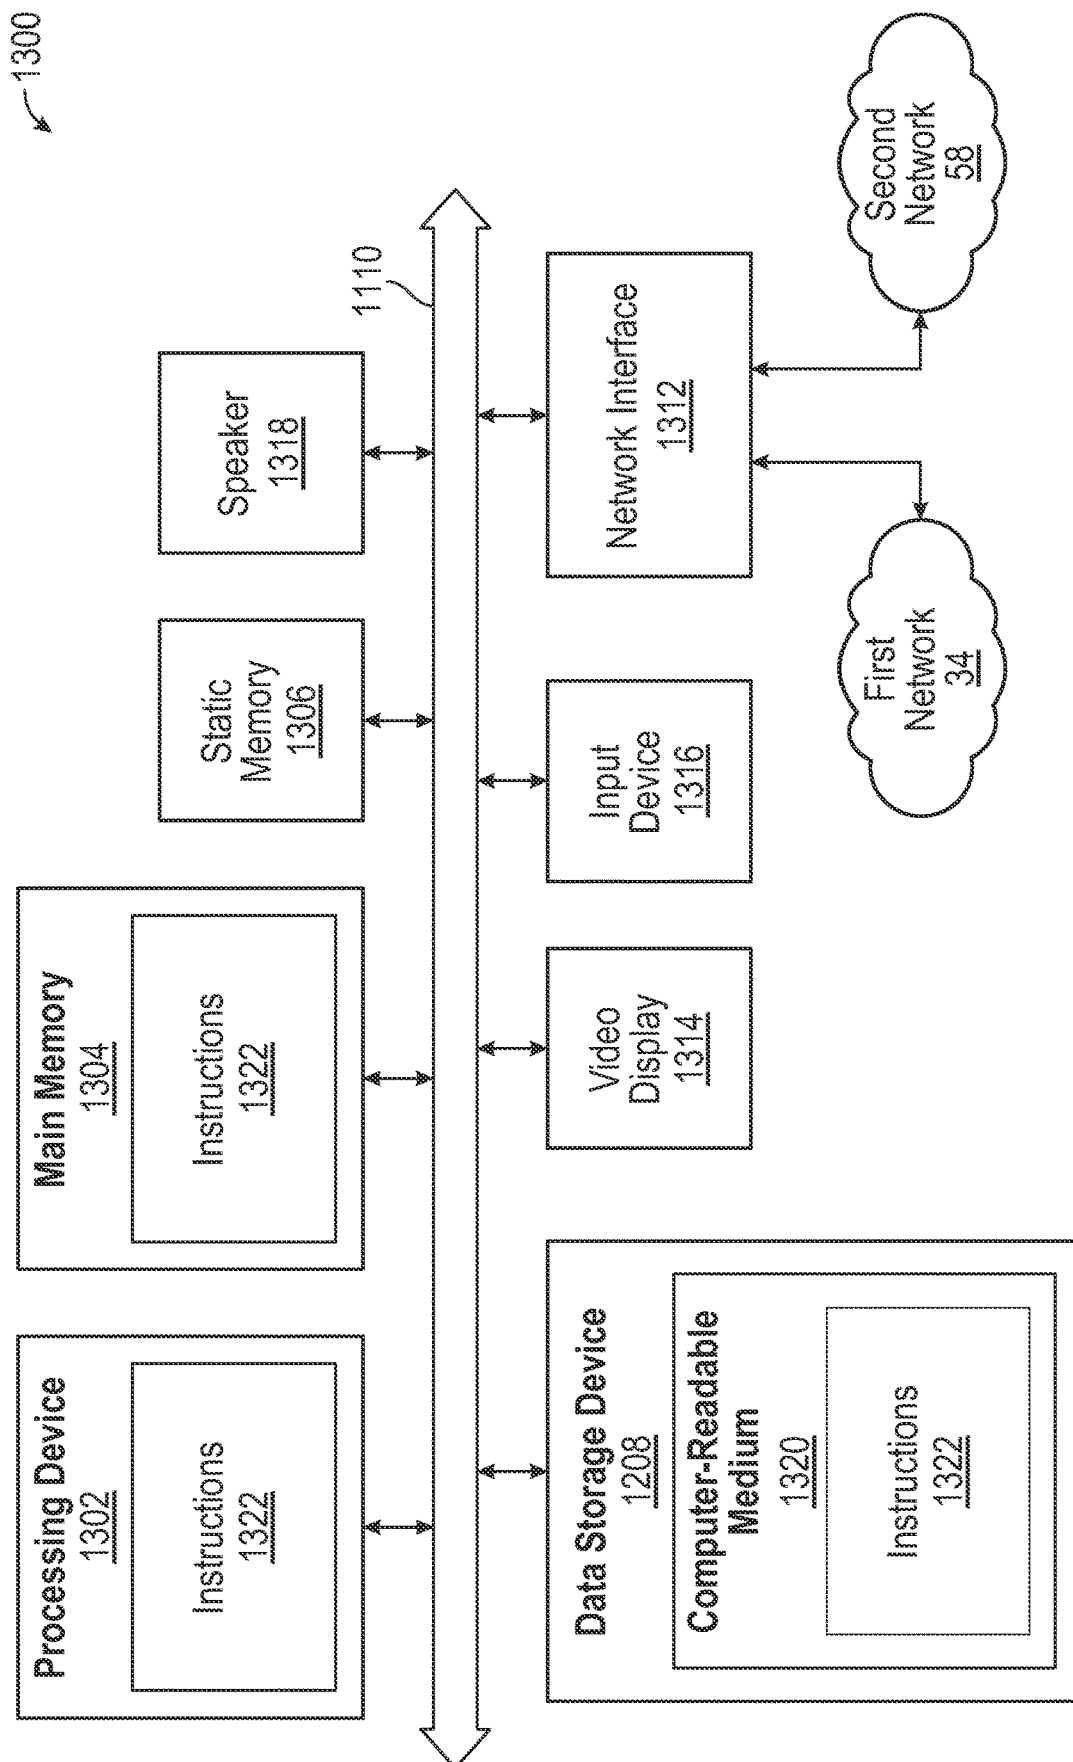 1300
Processing Device
1302
Instructions
1322
Main Memory
1304
Instructions
1322
Static
Memory
1306
Speaker
1318
1110
Data Storage Device
1208
Computer-Readable
Medium
1320
Instructions
1322
Video
Display
1314
Input
Device
1316
Network Interface
1312
First
Network
34
Second
Network
58